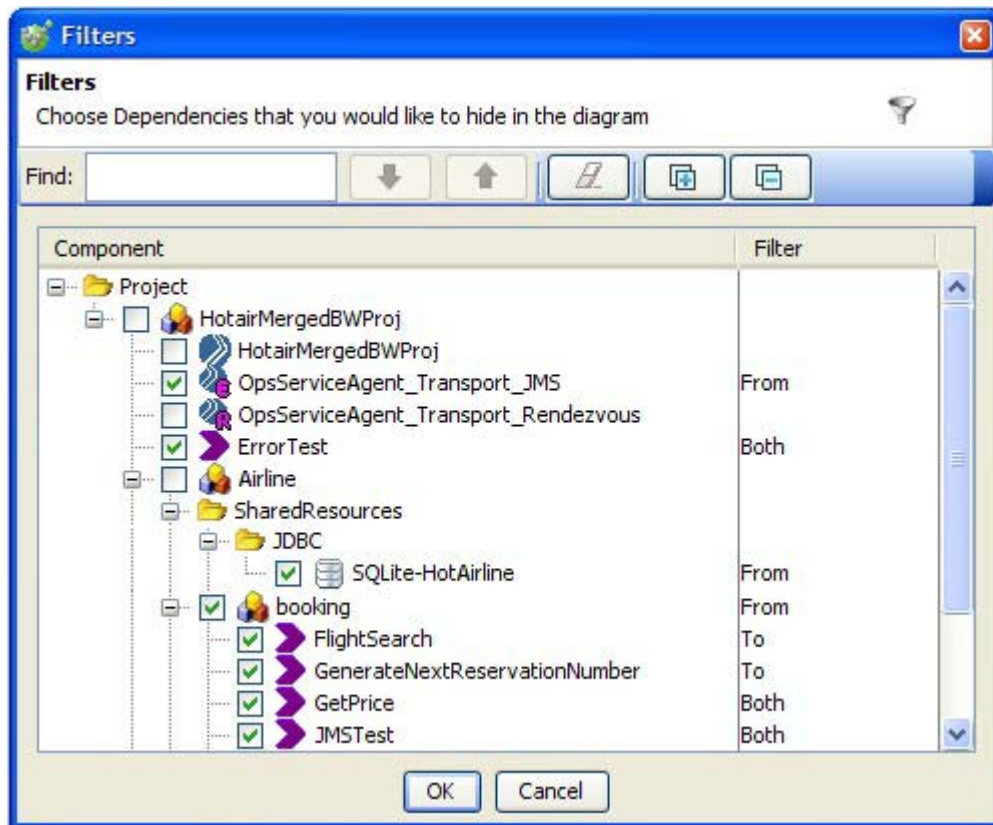 Filters
Filters
Choose Dependencies that you would like to hide in the diagram
Find:
Component Filter
Project
HotairMergedBWProj
HotairMergedBWProj
OpsServiceAgent_Transport_JMS From
OpsServiceAgent_Transport_Rendezvous
ErrorTest Both
Airline
SharedResources
JDBC
SQLite-HotAirline From
booking From
FlightSearch To
GenerateNextReservationNumber To
GetPrice Both
JMSTest Both
OK Cancel